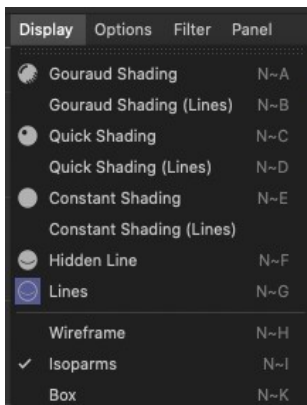 Display Options Filter Panel
Gouraud Shading N~A
Gouraud Shading (Lines) N~B
Quick Shading N~C
Quick Shading (Lines) N~D
Constant Shading N~E
Constant Shading (Lines)
Hidden Line N~F
Lines N~G
Wireframe N~H
Isoparms N~I
Box N~K